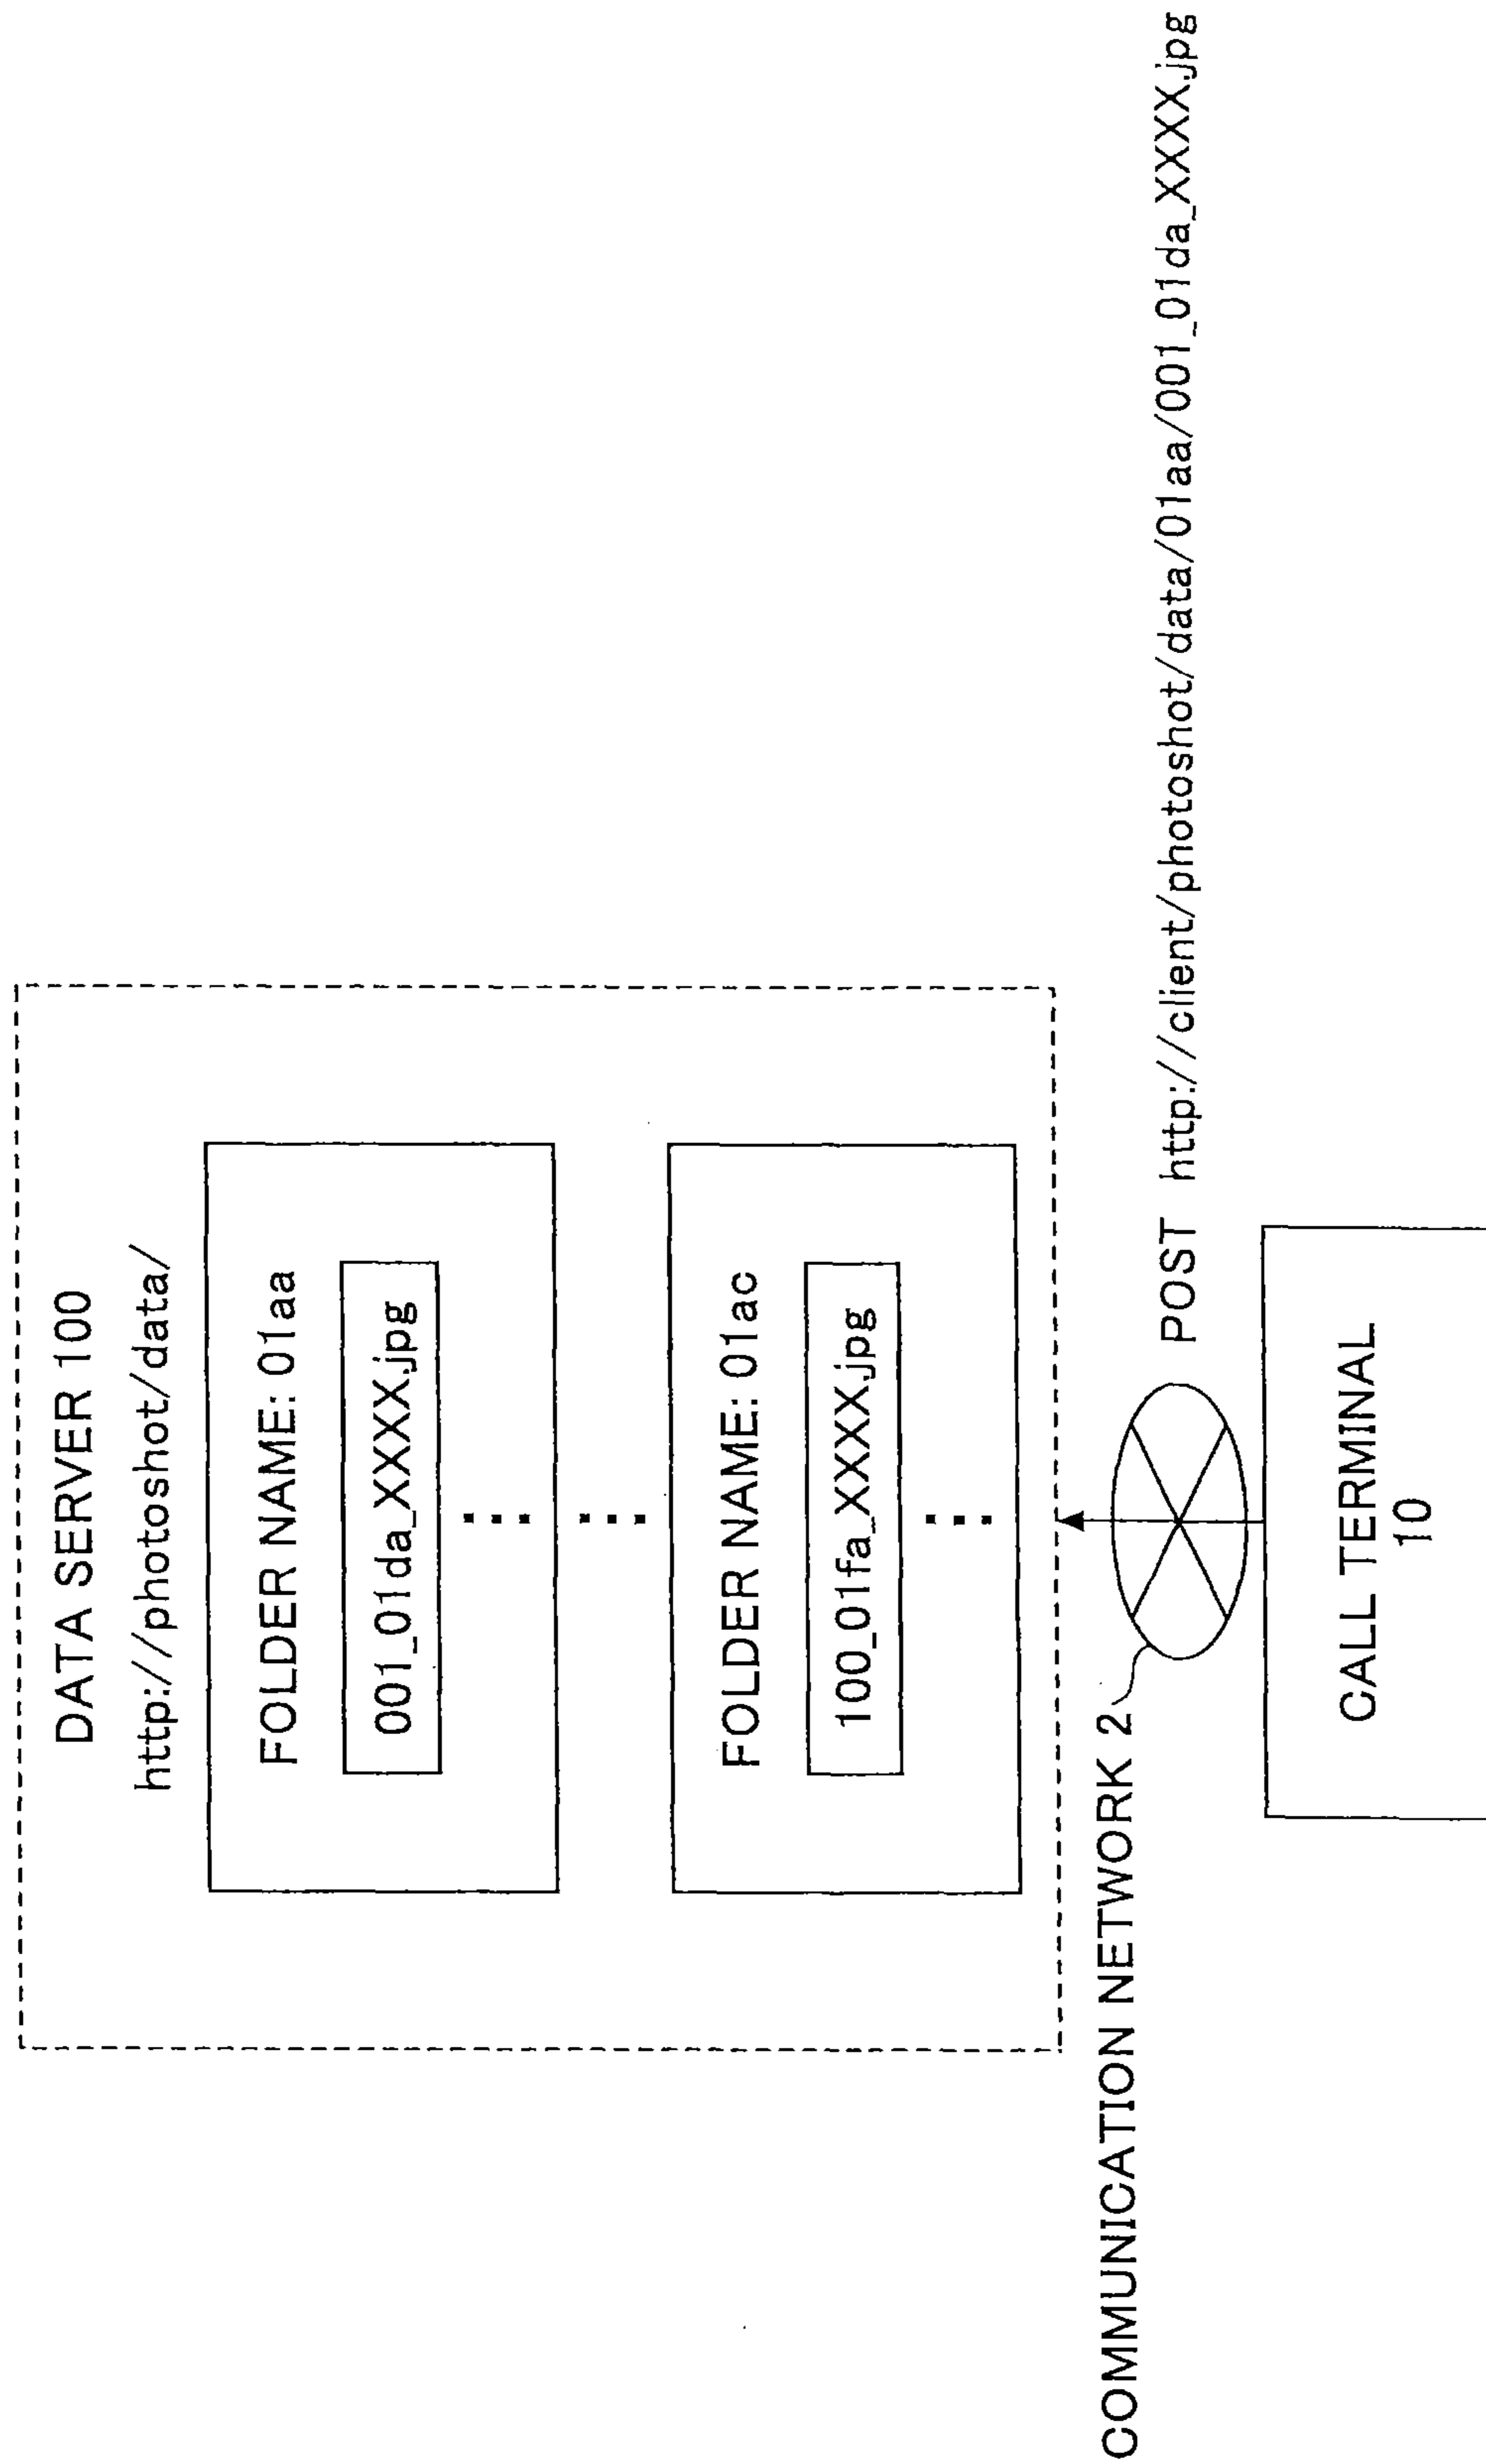 DATA SERVER 100
http://photoshot/data/
FOLDER NAME: 01aa
001_01da_XXXX.jpg
FOLDER NAME: 01ac
100_01fa_XXXX.jpg
COMMUNICATION NETWORK 2
POST http://client/photoshot/data/01aa/001_01da_XXXX.jpg
CALL TERMINAL
10